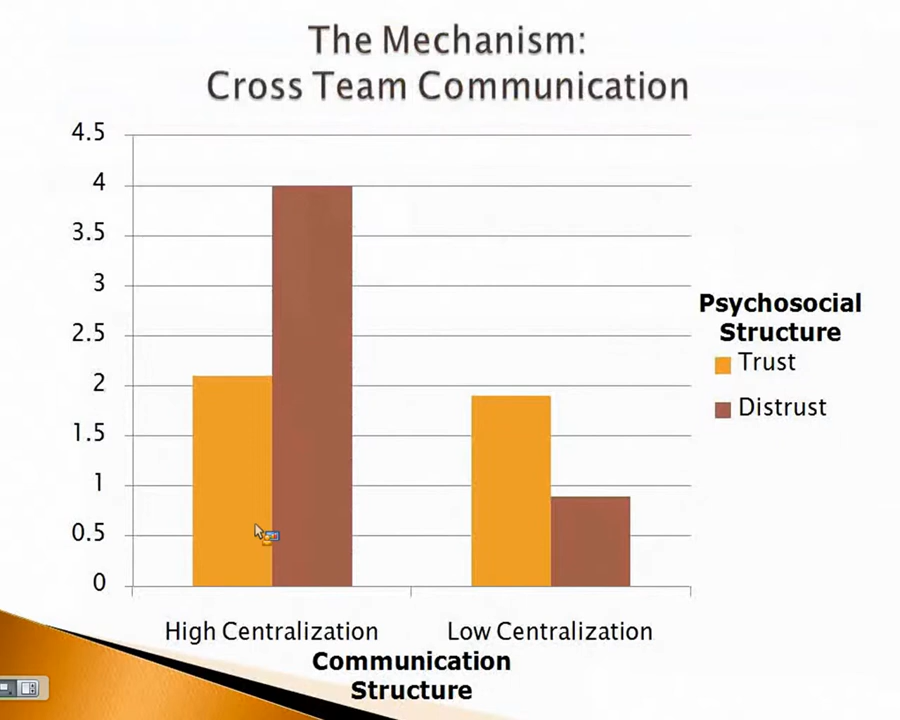 The Mechanism:
Cross Team Communication
4.5
4
3.5
3
2.5
2
1.5
1
0.5
0
Psychosocial
Structure
Trust
Distrust
High Centralization
Low Centralization
Communication
Structure